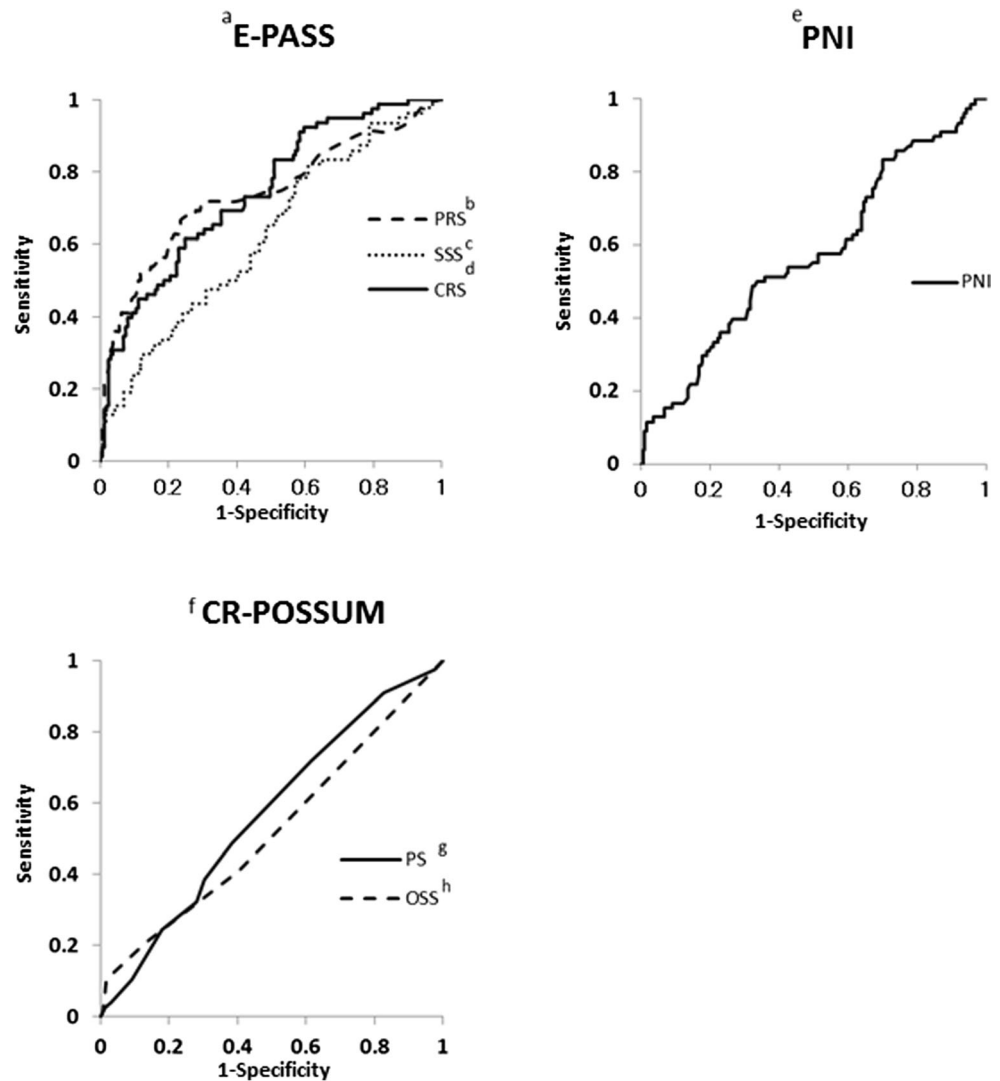 a E-PASS
Sensitivity
1
0.8
0.6
0.4
0.2
0
0 0.2 0.4 0.6 0.8 1
1-Specificity
PRS b
SSS c
CRS d
e PNI
Sensitivity
1
0.8
0.6
0.4
0.2
0
0 0.2 0.4 0.6 0.8 1
1-Specificity
PNI
f CR-POSSUM
Sensitivity
1
0.8
0.6
0.4
0.2
0
0 0.2 0.4 0.6 0.8 1
1-Specificity
PS g
OSS h